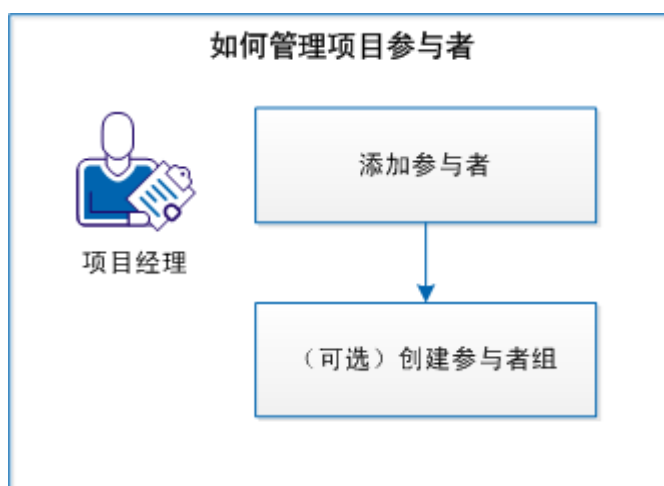 如何管理项目参与者
添加参与者
项目经理
（可选）创建参与者组